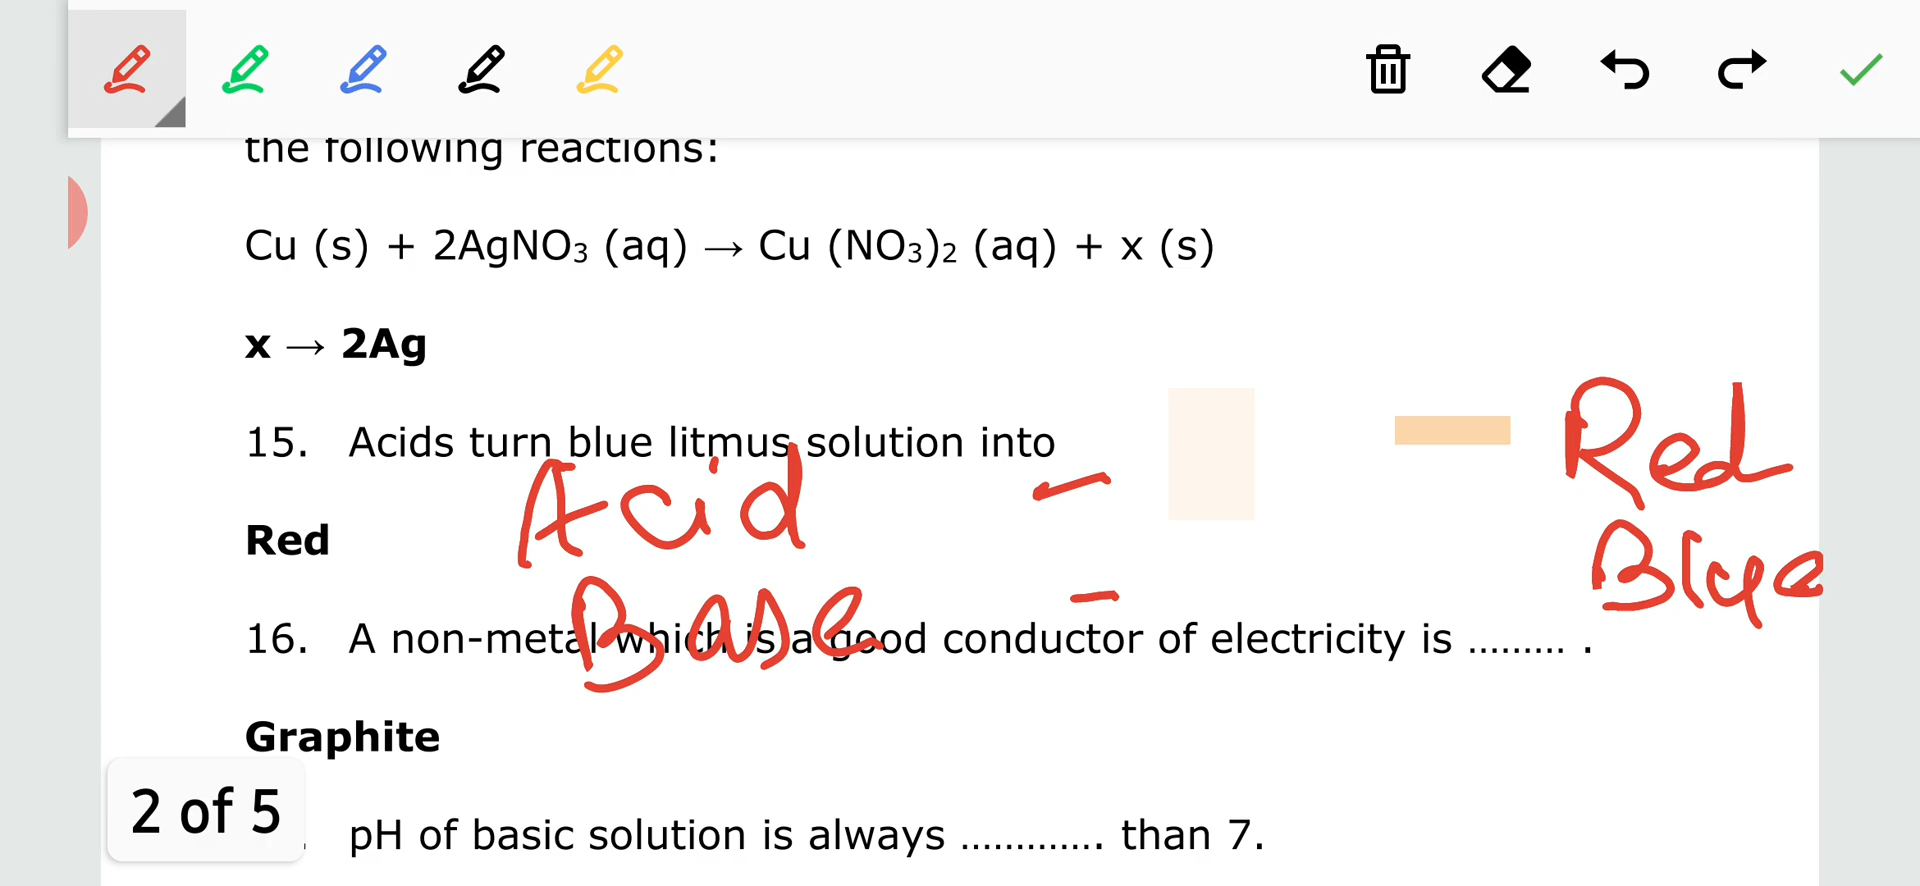 the following reactions:
Cu (s) + 2AgNO₃ (aq) → Cu (NO₃)₂ (aq) + x (s)
x → 2Ag
15. Acids turn blue litmus solution into
Acid - Red
Red
Base - Blue
16. A non-metal which is a good conductor of electricity is ......... .
Graphite
2 of 5
. pH of basic solution is always ............. than 7.